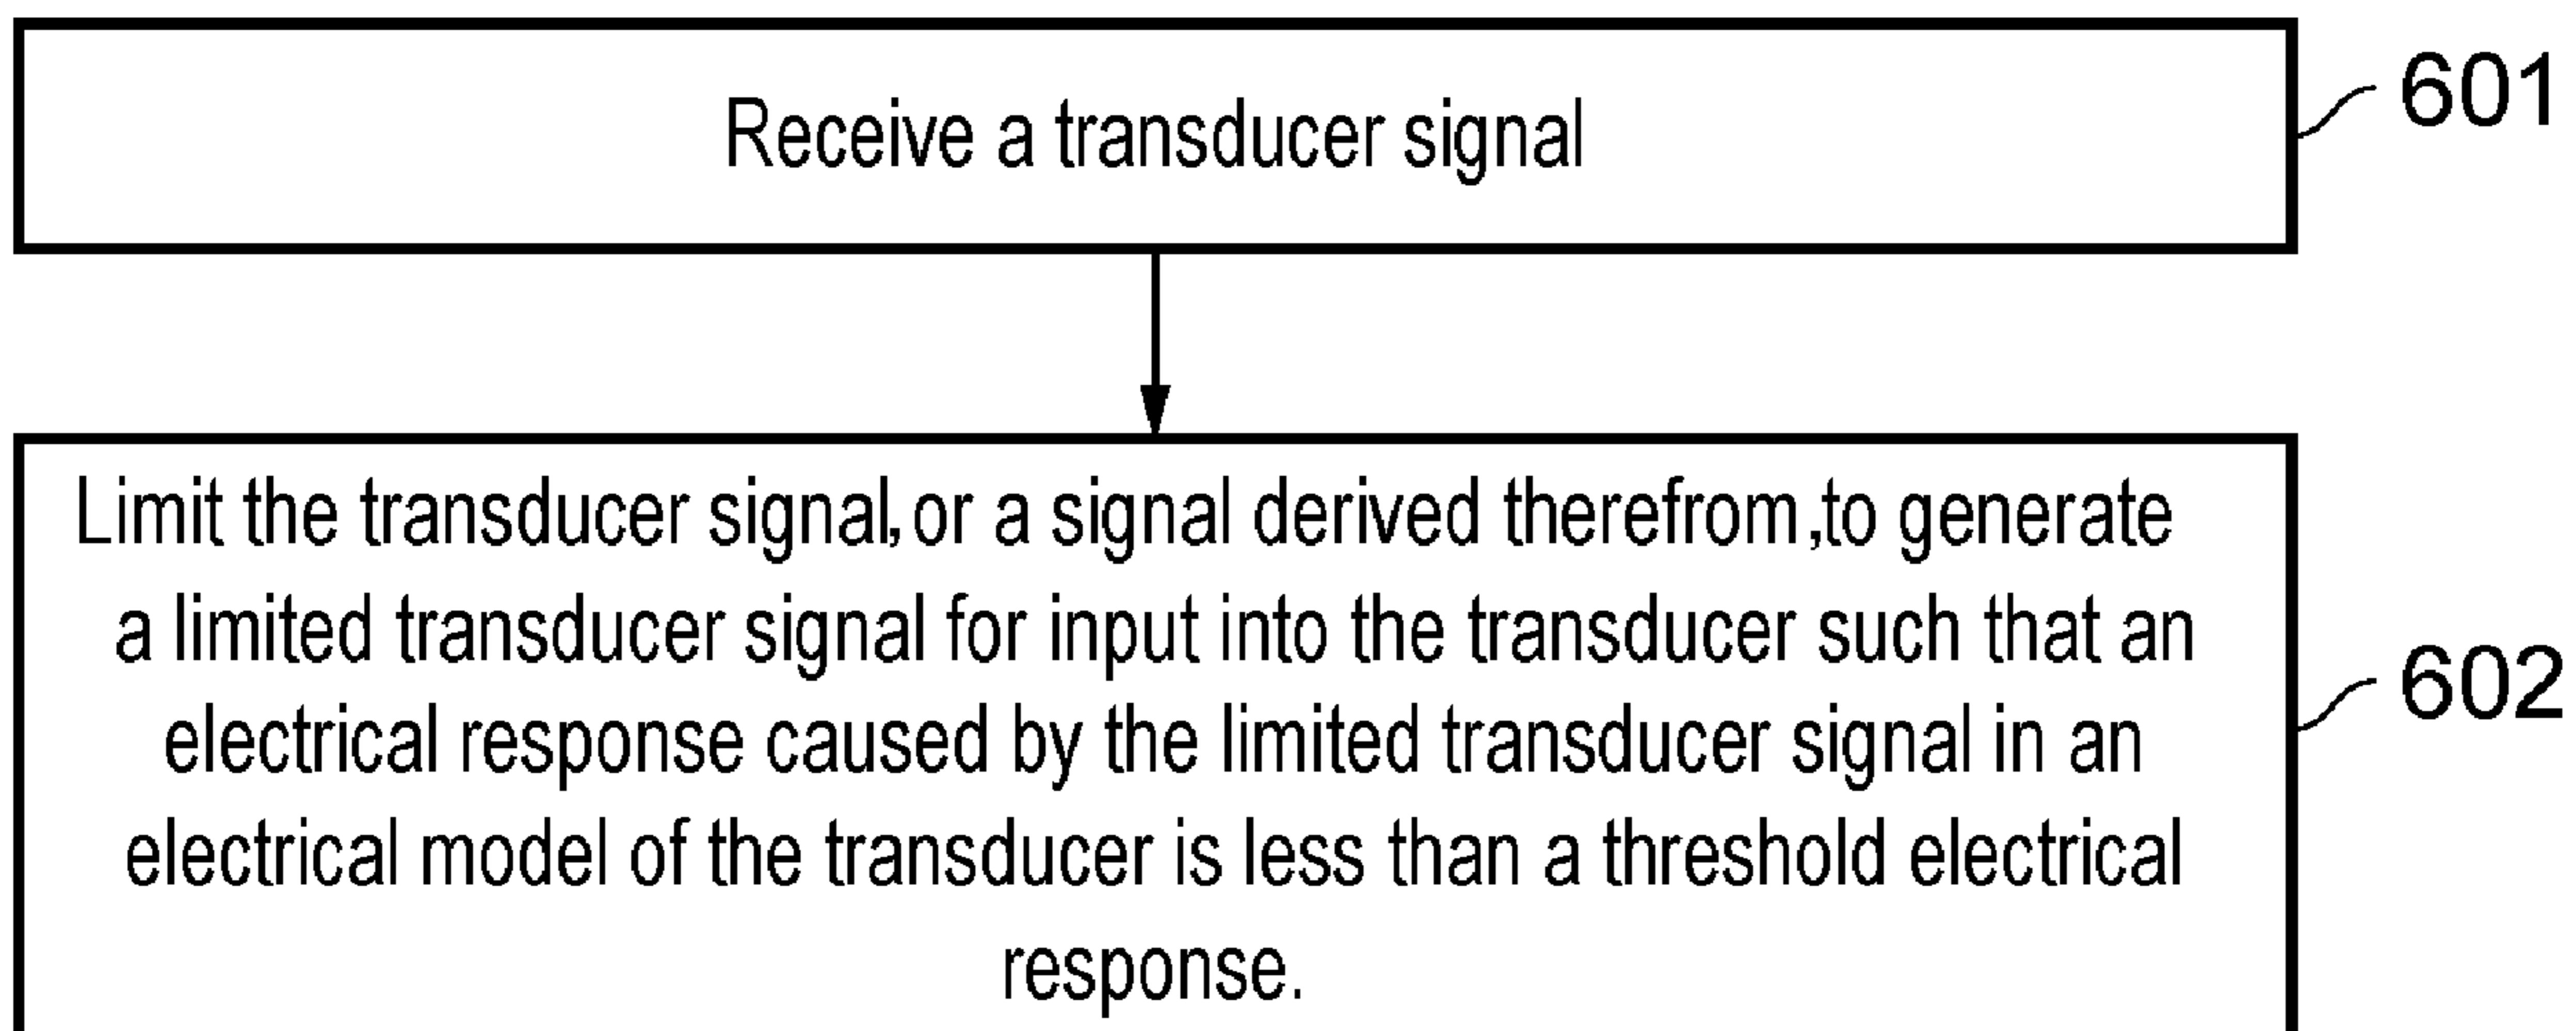 Receive a transducer signal
601
Limit the transducer signal, or a signal derived therefrom ,to generate
a limited transducer signal for input into the transducer such that an
electrical response caused by the limited transducer signal in an
electrical model of the transducer is less than a threshold electrical
response.
602